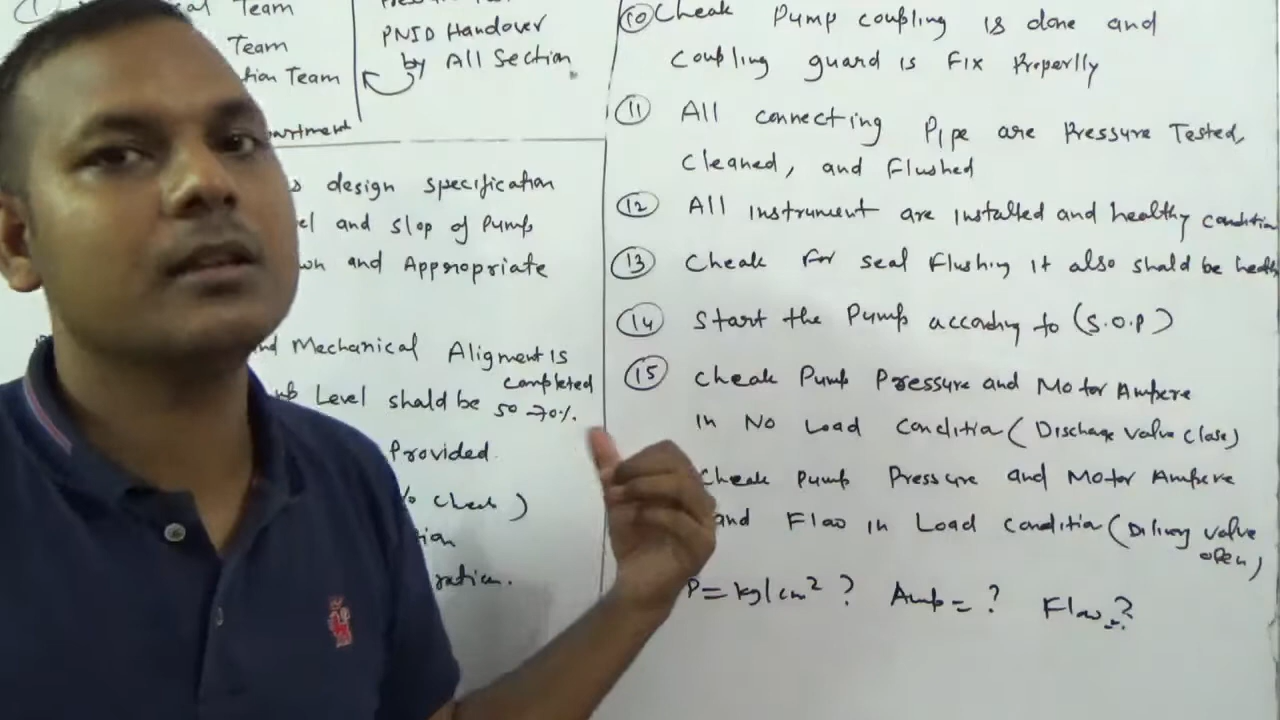 Team
Team
Team
PNID Handover
by All Section
design specification
and slop of Pump
and Appropriate
Mechanical Aligment is
completed
Level shald be 50-70%.
Provided.
Cheak )
10 Cheak Pump coupling is done and
Coupling guard is Fix Properlly
11 All connecting Pipe are Pressure Tested,
Cleaned, and Flushed
12 All instrument are installed and healthy condition
13 Cheak For seal Flushing it also shald be
14 Start the Pump according to (S.O.P)
15 Cheak Pump Pressure and Motor Ampere
in No Load Condition (Discharge valve close)
Cheak Pump Pressure and Motor Ampere
and Flow in Load Condition (Dilivery valve
open)
P = kg/cm² ? Amp = ? Flow = ?